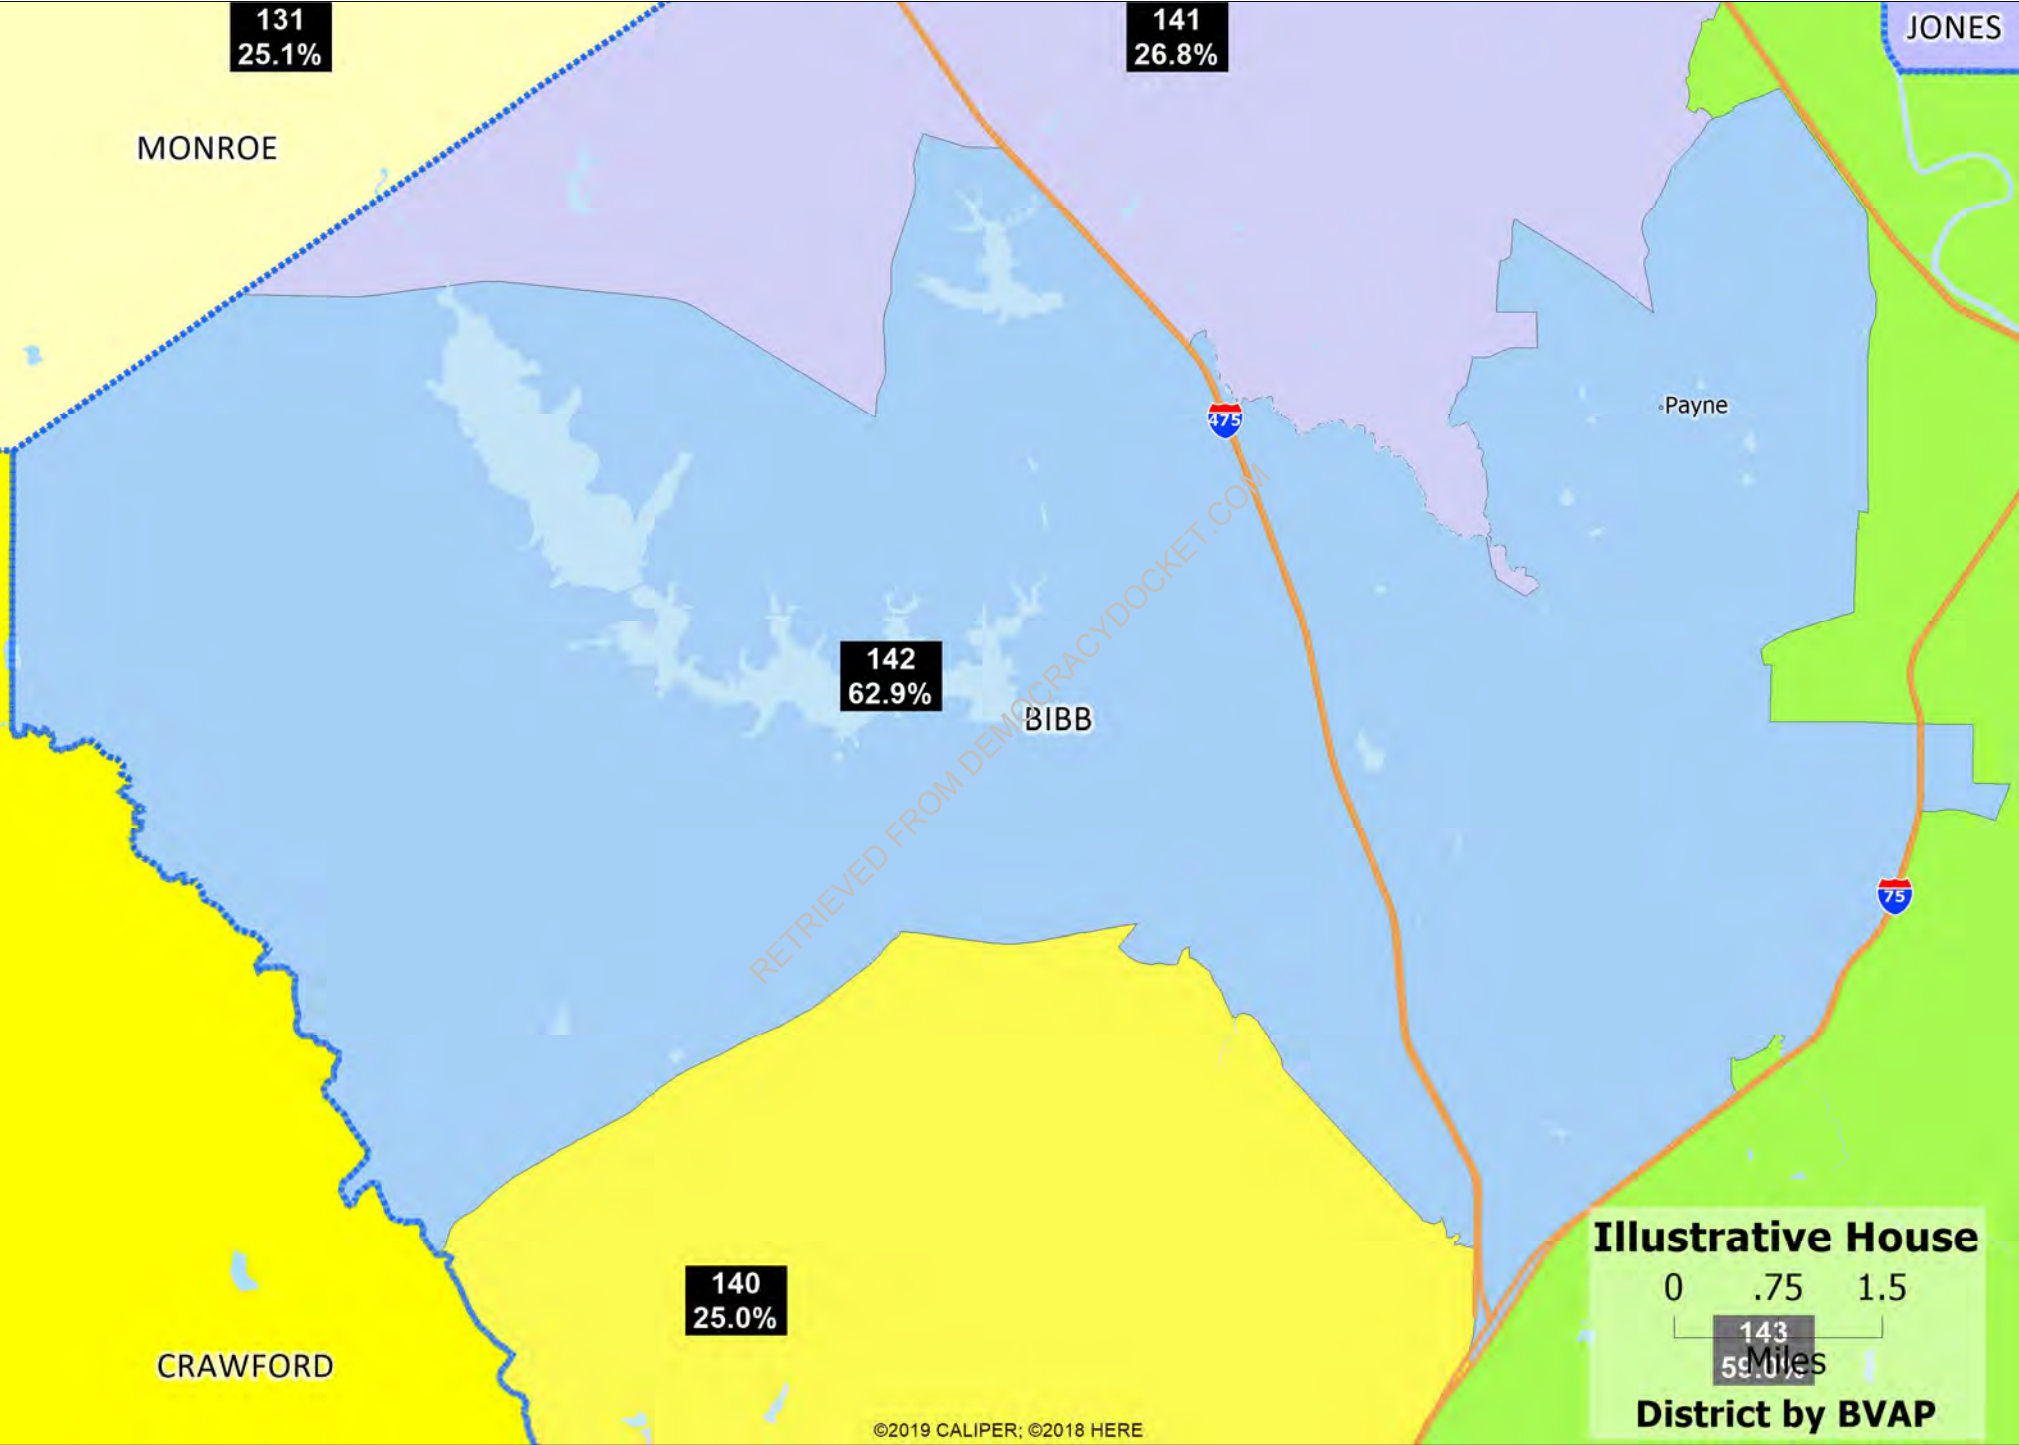 131
25.1%
141
26.8%
JONES
MONROE
475
Payne
142
62.9%
BIBB
RETRIEVED FROM DEMOCRACYDOCKET.COM
75
140
25.0%
CRAWFORD
Illustrative House
0 .75 1.5
143
59.0%
Miles
District by BVAP
©2019 CALIPER; ©2018 HERE